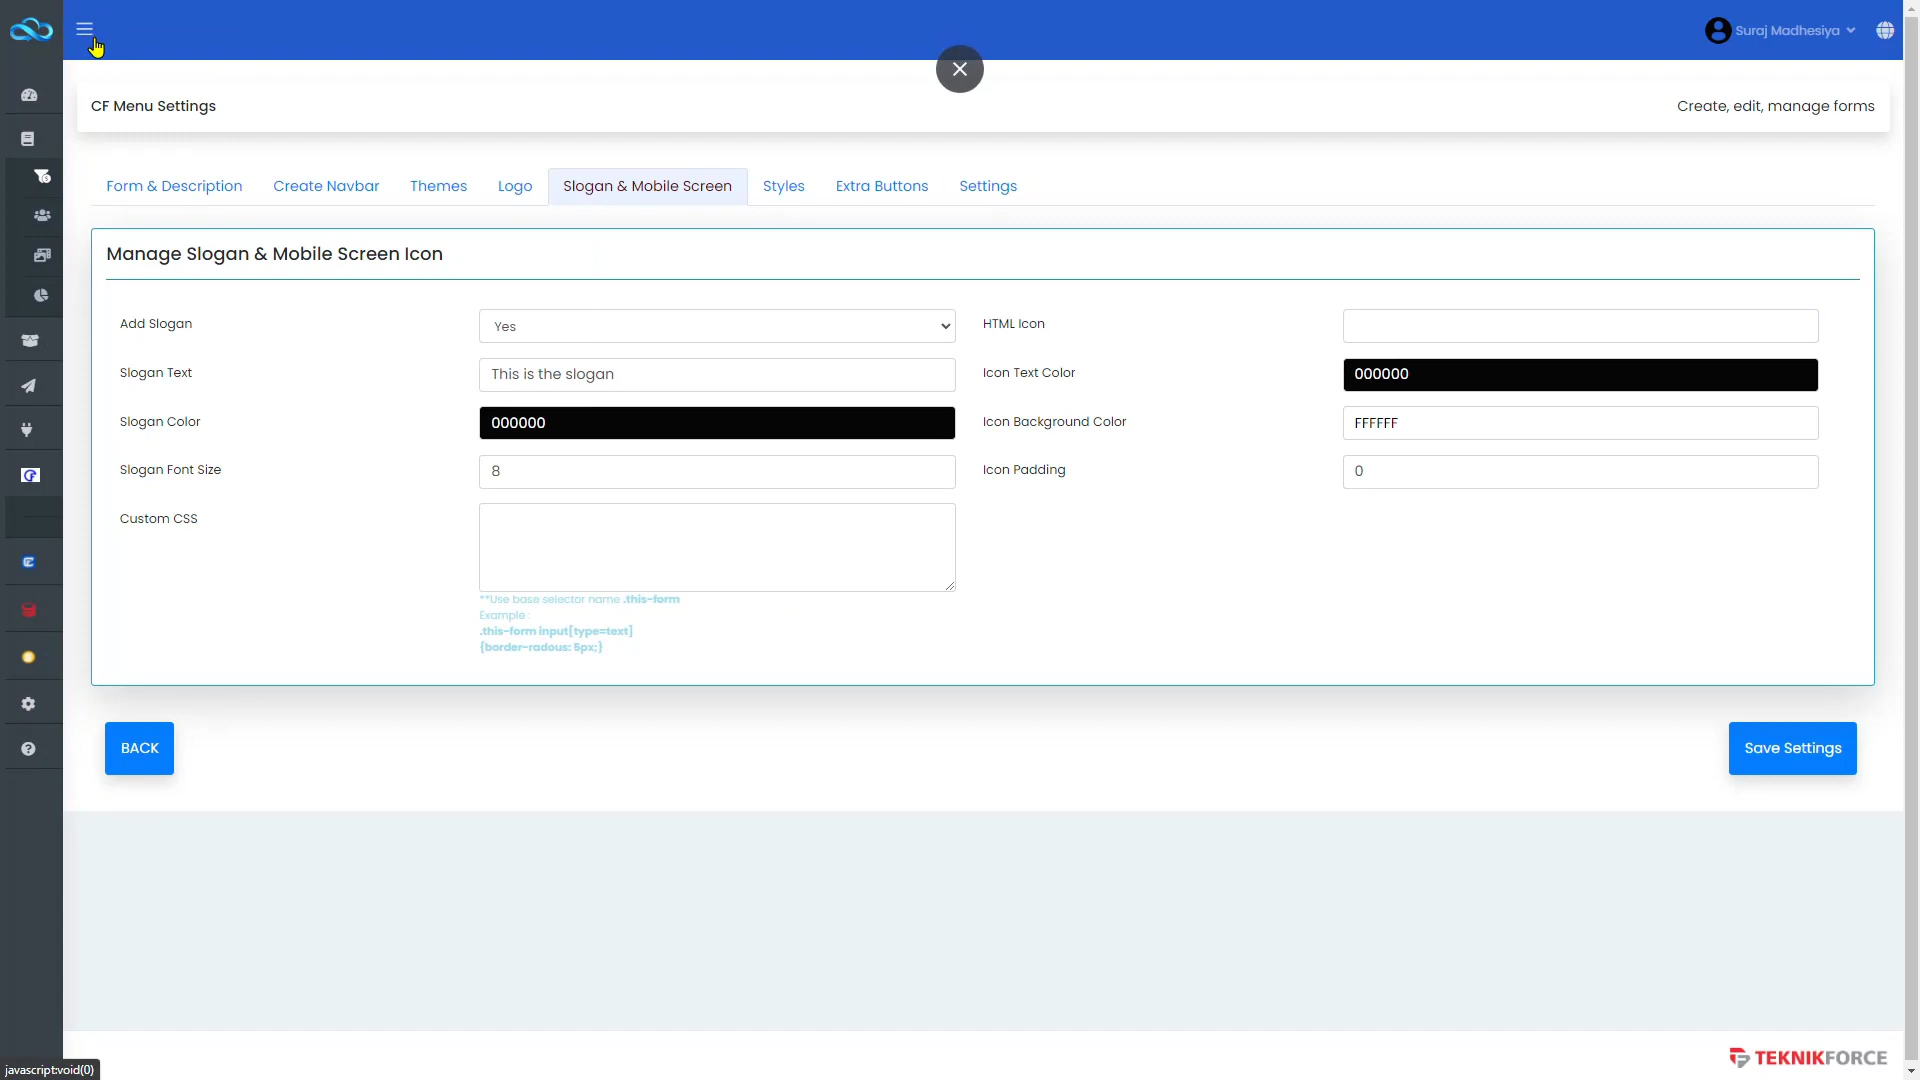 Suraj Madhesiya
CF Menu Settings
Create, edit, manage forms
Form & Description
Create Navbar
Themes
Logo
Slogan & Mobile Screen
Styles
Extra Buttons
Settings
Manage Slogan & Mobile Screen Icon
Add Slogan
Yes
HTML Icon
Slogan Text
This is the slogan
Icon Text Color
000000
Slogan Color
000000
Icon Background Color
FFFFFF
Slogan Font Size
8
Icon Padding
0
Custom CSS
**Use base selector name .this-form
Example :
.this-form input[type=text]
{border-radous: 5px;}
BACK
Save Settings
TEKNIKFORCE
javascript:void(0)